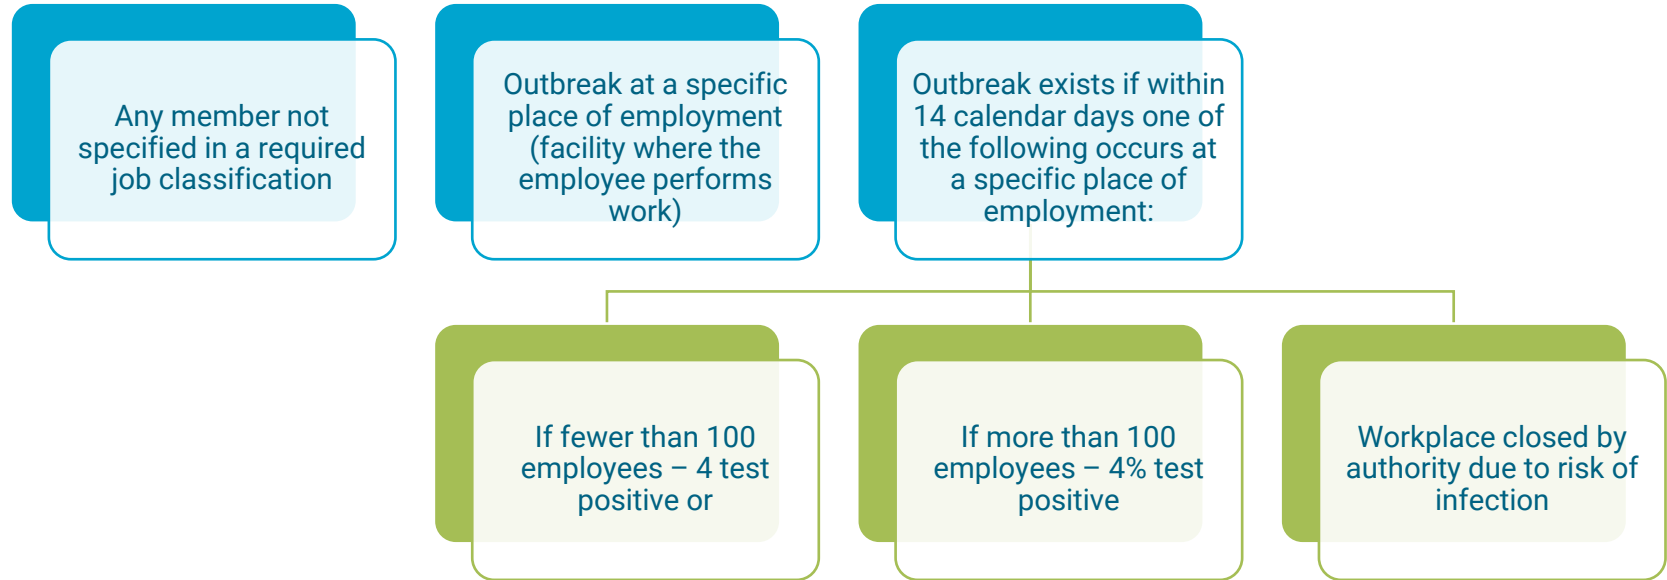 Any member not
specified in a required
job classification
Outbreak at a specific
place of employment
(facility where the
employee performs
work)
Outbreak exists if within
14 calendar days one of
the following occurs at
a specific place of
employment:
If fewer than 100
employees – 4 test
positive or
If more than 100
employees – 4% test
positive
Workplace closed by
authority due to risk of
infection